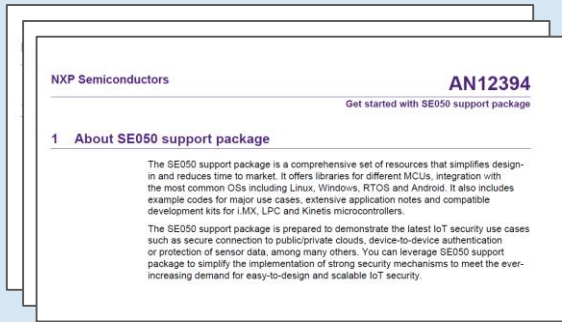 NXP Semiconductors
AN12394
Get started with SE050 support package
1 About SE050 support package
The SE050 support package is a comprehensive set of resources that simplifies design-
in and reduces time to market. It offers libraries for different MCUs, integration with
the most common OSs including Linux, Windows, RTOS and Android. It also includes
example codes for major use cases, extensive application notes and compatible
development kits for i.MX, LPC and Kinetis microcontrollers.
The SE050 support package is prepared to demonstrate the latest IoT security use cases
such as secure connection to public/private clouds, device-to-device authentication
or protection of sensor data, among many others. You can leverage SE050 support
package to simplify the implementation of strong security mechanisms to meet the ever-
increasing demand for easy-to-design and scalable IoT security.